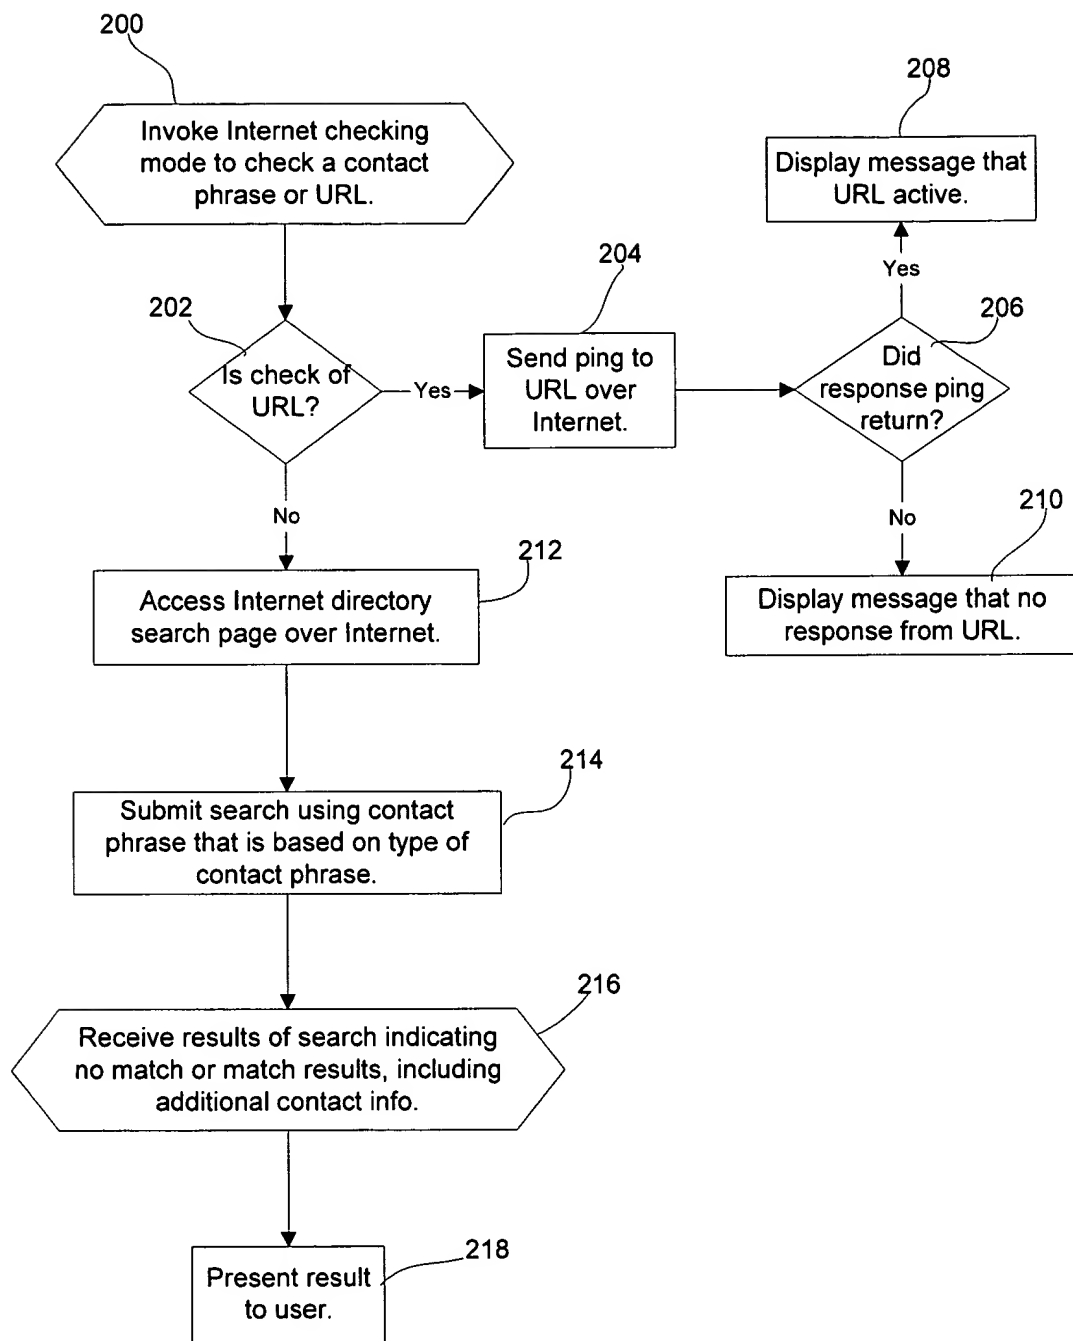 200
Invoke Internet checking
mode to check a contact
phrase or URL.
202
Is check of
URL?
Yes
204
Send ping to
URL over
Internet.
206
Did
response ping
return?
Yes
208
Display message that
URL active.
No
210
Display message that no
response from URL.
No
212
Access Internet directory
search page over Internet.
214
Submit search using contact
phrase that is based on type of
contact phrase.
216
Receive results of search indicating
no match or match results, including
additional contact info.
218
Present result
to user.